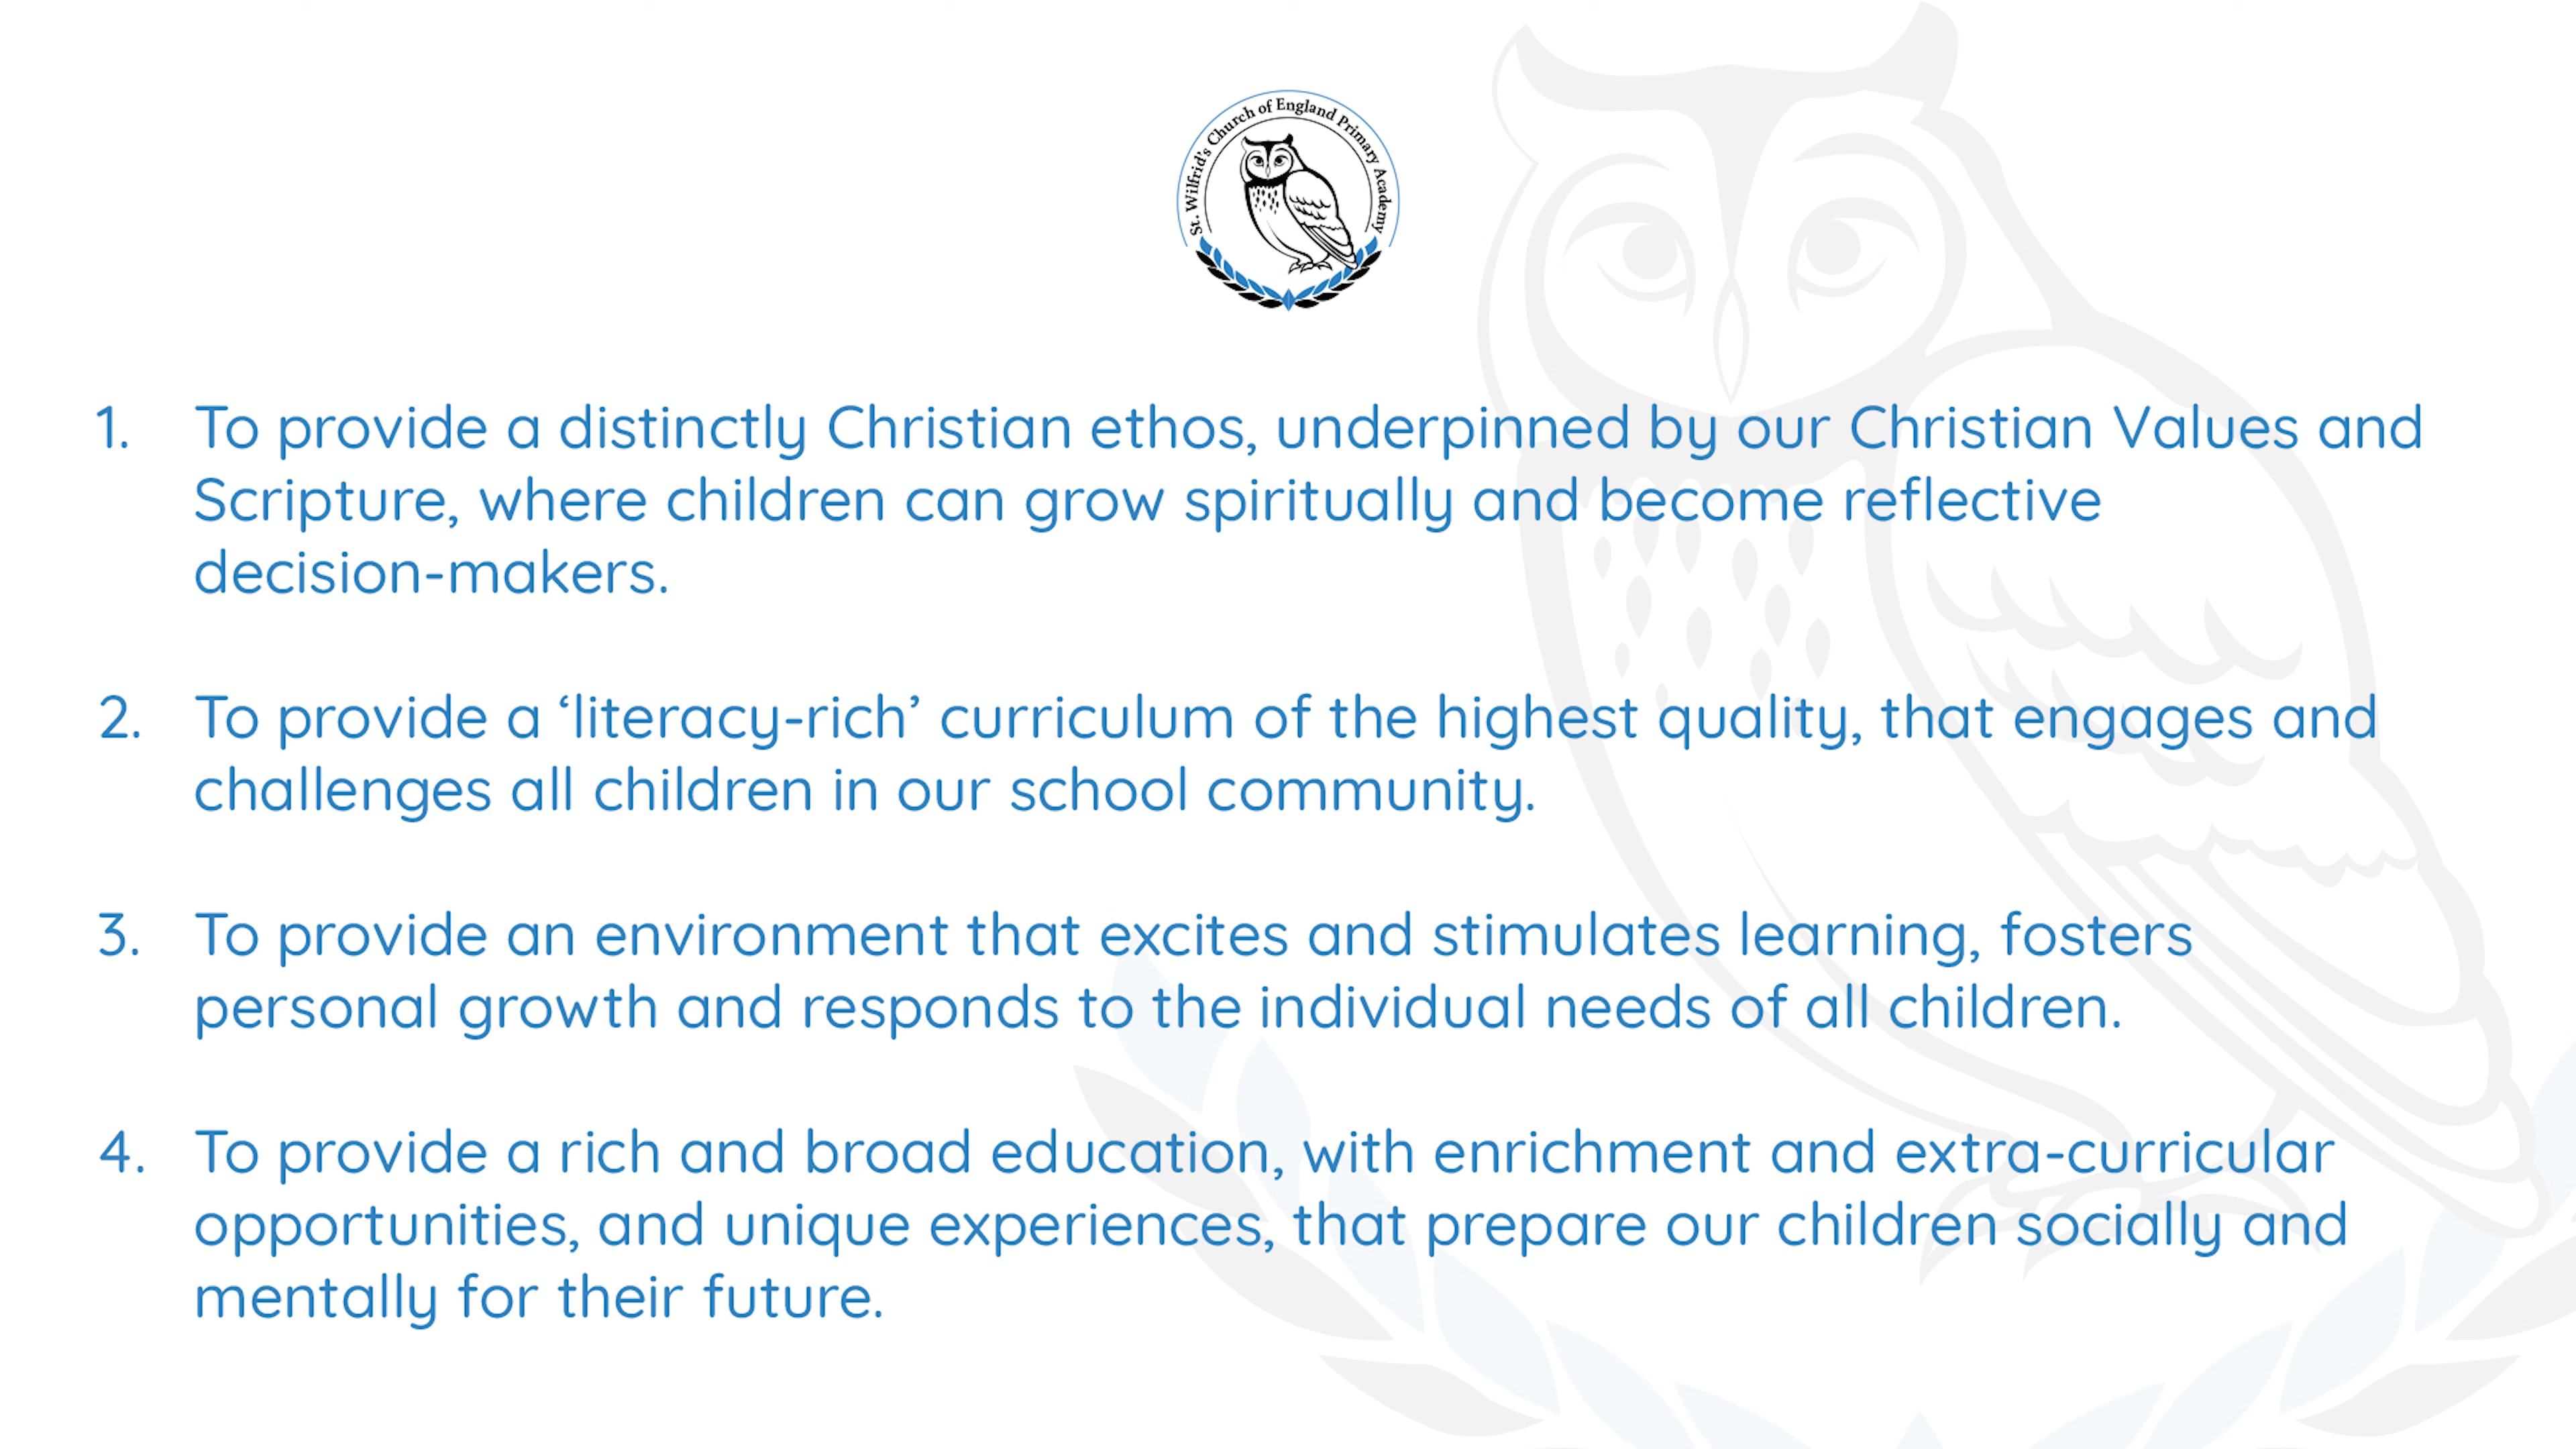 St. Wilfrid's Church of England Primary Academy
1. To provide a distinctly Christian ethos, underpinned by our Christian Values and
Scripture, where children can grow spiritually and become reflective
decision-makers.
2. To provide a ‘literacy-rich’ curriculum of the highest quality, that engages and
challenges all children in our school community.
3. To provide an environment that excites and stimulates learning, fosters
personal growth and responds to the individual needs of all children.
4. To provide a rich and broad education, with enrichment and extra-curricular
opportunities, and unique experiences, that prepare our children socially and
mentally for their future.